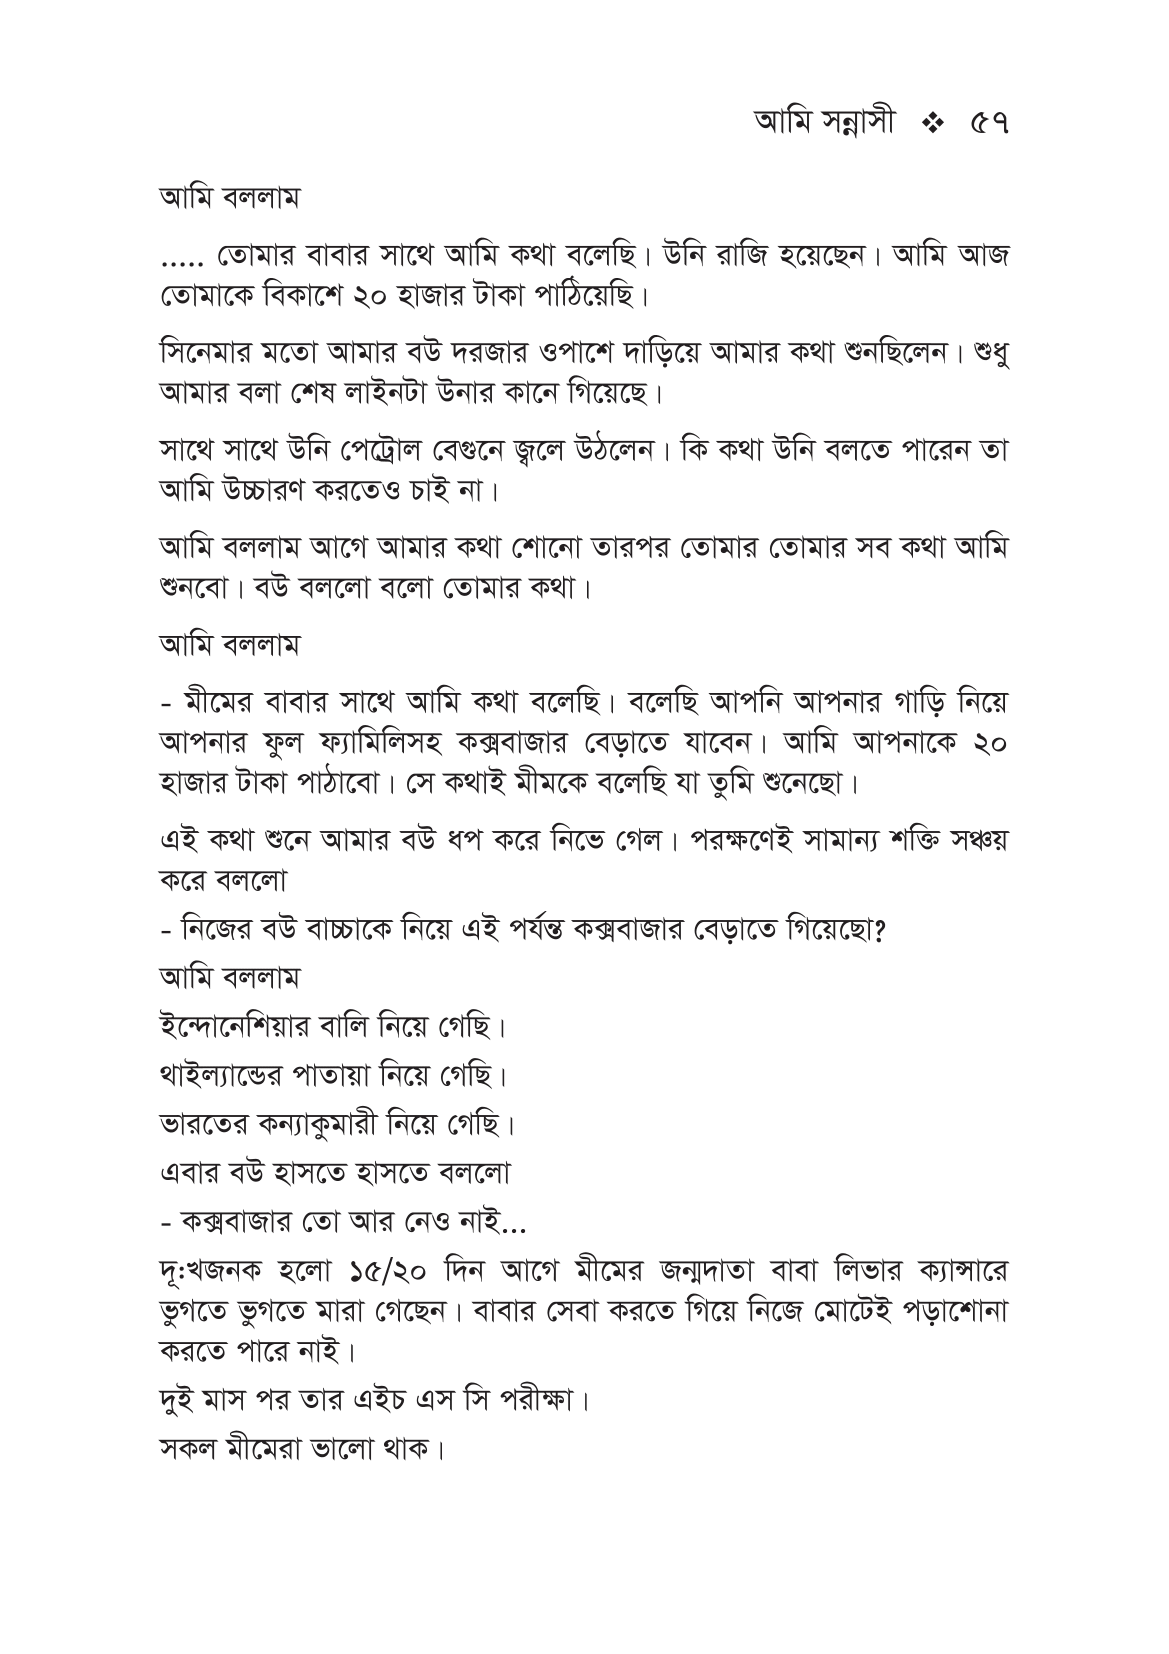 আমি সন্নাসী ❖ ৫৭
আমি বললাম
..... তোমার বাবার সাথে আমি কথা বলেছি। উনি রাজি হয়েছেন। আমি আজ
তোমাকে বিকাশে ২০ হাজার টাকা পাঠিয়েছি।
সিনেমার মতো আমার বউ দরজার ওপাশে দাড়িয়ে আমার কথা শুনছিলেন। শুধু
আমার বলা শেষ লাইনটা উনার কানে গিয়েছে।
সাথে সাথে উনি পেট্রোল বেগুনে জ্বলে উঠলেন। কি কথা উনি বলতে পারেন তা
আমি উচ্চারণ করতেও চাই না।
আমি বললাম আগে আমার কথা শোনো তারপর তোমার তোমার সব কথা আমি
শুনবো। বউ বললো বলো তোমার কথা।
আমি বললাম
- মীমের বাবার সাথে আমি কথা বলেছি। বলেছি আপনি আপনার গাড়ি নিয়ে
আপনার ফুল ফ্যামিলিসহ কক্সবাজার বেড়াতে যাবেন। আমি আপনাকে ২০
হাজার টাকা পাঠাবো। সে কথাই মীমকে বলেছি যা তুমি শুনেছো।
এই কথা শুনে আমার বউ ধপ করে নিভে গেল। পরক্ষণেই সামান্য শক্তি সঞ্চয়
করে বললো
- নিজের বউ বাচ্চাকে নিয়ে এই পর্যন্ত কক্সবাজার বেড়াতে গিয়েছো?
আমি বললাম
ইন্দোনেশিয়ার বালি নিয়ে গেছি।
থাইল্যান্ডের পাতায়া নিয়ে গেছি।
ভারতের কন্যাকুমারী নিয়ে গেছি।
এবার বউ হাসতে হাসতে বললো
- কক্সবাজার তো আর নেও নাই...
দূ:খজনক হলো ১৫/২০ দিন আগে মীমের জন্মদাতা বাবা লিভার ক্যান্সারে
ভুগতে ভুগতে মারা গেছেন। বাবার সেবা করতে গিয়ে নিজে মোটেই পড়াশোনা
করতে পারে নাই।
দুই মাস পর তার এইচ এস সি পরীক্ষা।
সকল মীমেরা ভালো থাক।